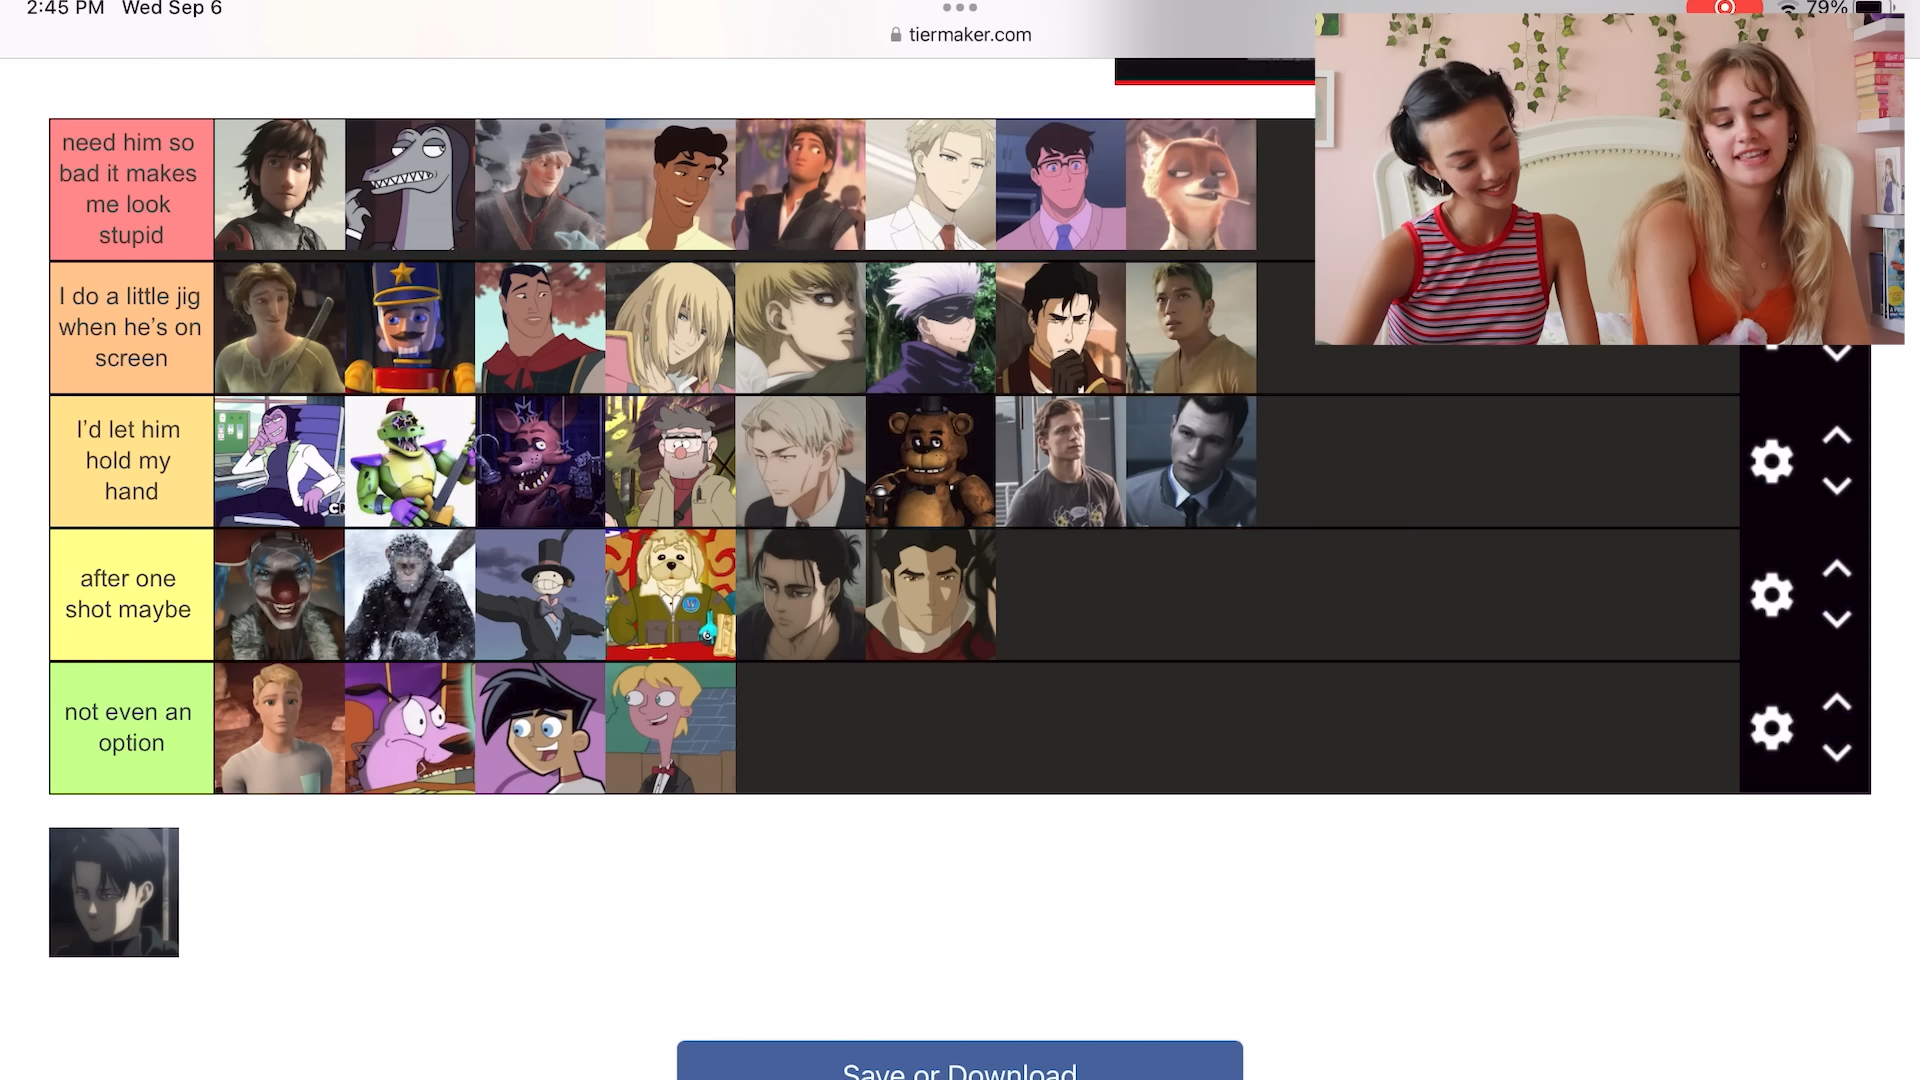 2:45 PM Wed Sep 6
79%
tiermaker.com
need him so
bad it makes
me look
stupid
I do a little jig
when he's on
screen
I'd let him
hold my
hand
after one
shot maybe
not even an
option
Save or Download